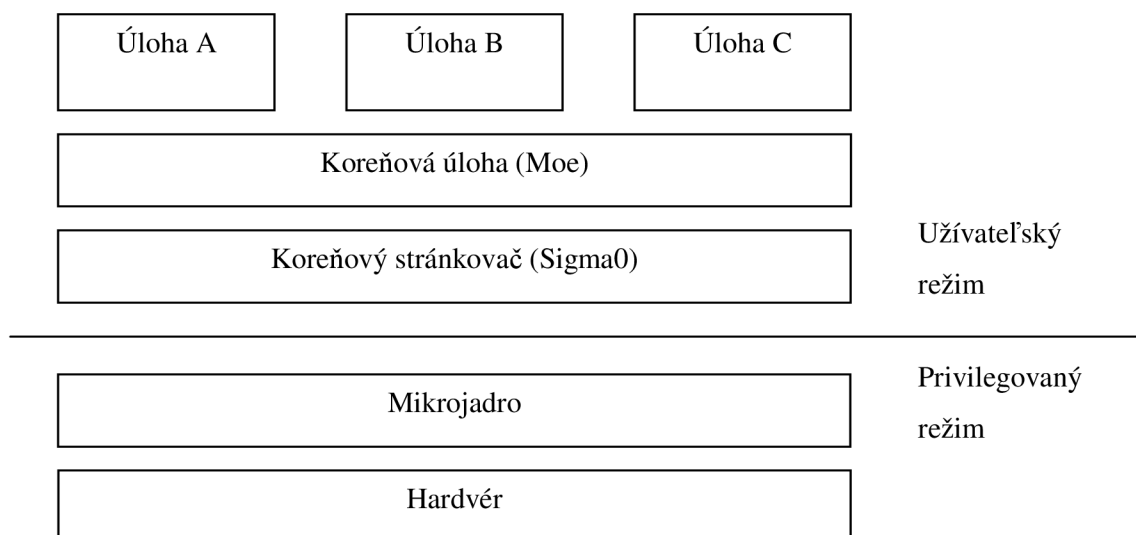 Úloha A
Úloha B
Úloha C
Koreňová úloha (Moe)
Koreňový stránkovač (Sigma0)
Užívateľský
režim
Privilegovaný
režim
Mikrojadro
Hardvér